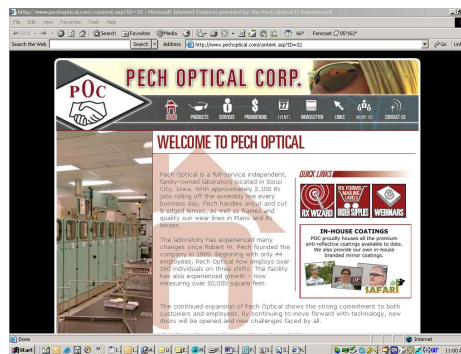 http://www.pechoptical.com/content.asp?ID=32 - Microsoft Internet Explorer provided by The Pech Optical IT Department
File Edit View Favorites Tools Help
Search Favorites Media 66° Forecast 85°/62°
Search the Web Search Address http://www.pechoptical.com/content.asp?ID=32 Go
POC
PECH OPTICAL CORP.
HOME PRODUCTS SERVICES PROMOTIONS EVENTS NEWSLETTER LINKS ABOUT US CONTACT US
WELCOME TO PECH OPTICAL
Pech Optical is a full-service independent,
family-owned laboratory located in Sioux
City, Iowa. With approximately 2,100 Rx
jobs rolling off the assembly line every
business day, Pech handles uncut and cut
& edged lenses, as well as frames and
quality sun wear lines in Plano and Rx
lenses.
The laboratory has experienced many
changes since Robert W. Pech founded the
company in 1989. Beginning with only 44
employees, Pech Optical now employs over
260 individuals on three shifts. The facility
has also experienced growth - now
measuring over 50,000 square feet.
The continued expansion of Pech Optical shows the strong commitment to both
customers and employees. By continuing to move forward with technology, new
doors will be opened and new challenges faced by all.
QUICK LINKS
RX WIZARD
RX FORMS/
MAILING
LABELS
ORDER SUPPLIES
WEBINARS
IN-HOUSE COATINGS
POC proudly houses all the premium
anti-reflective coatings available to date.
We also provide our own in-house
branded mirror coatings.
SAFARI
Done Internet
Start